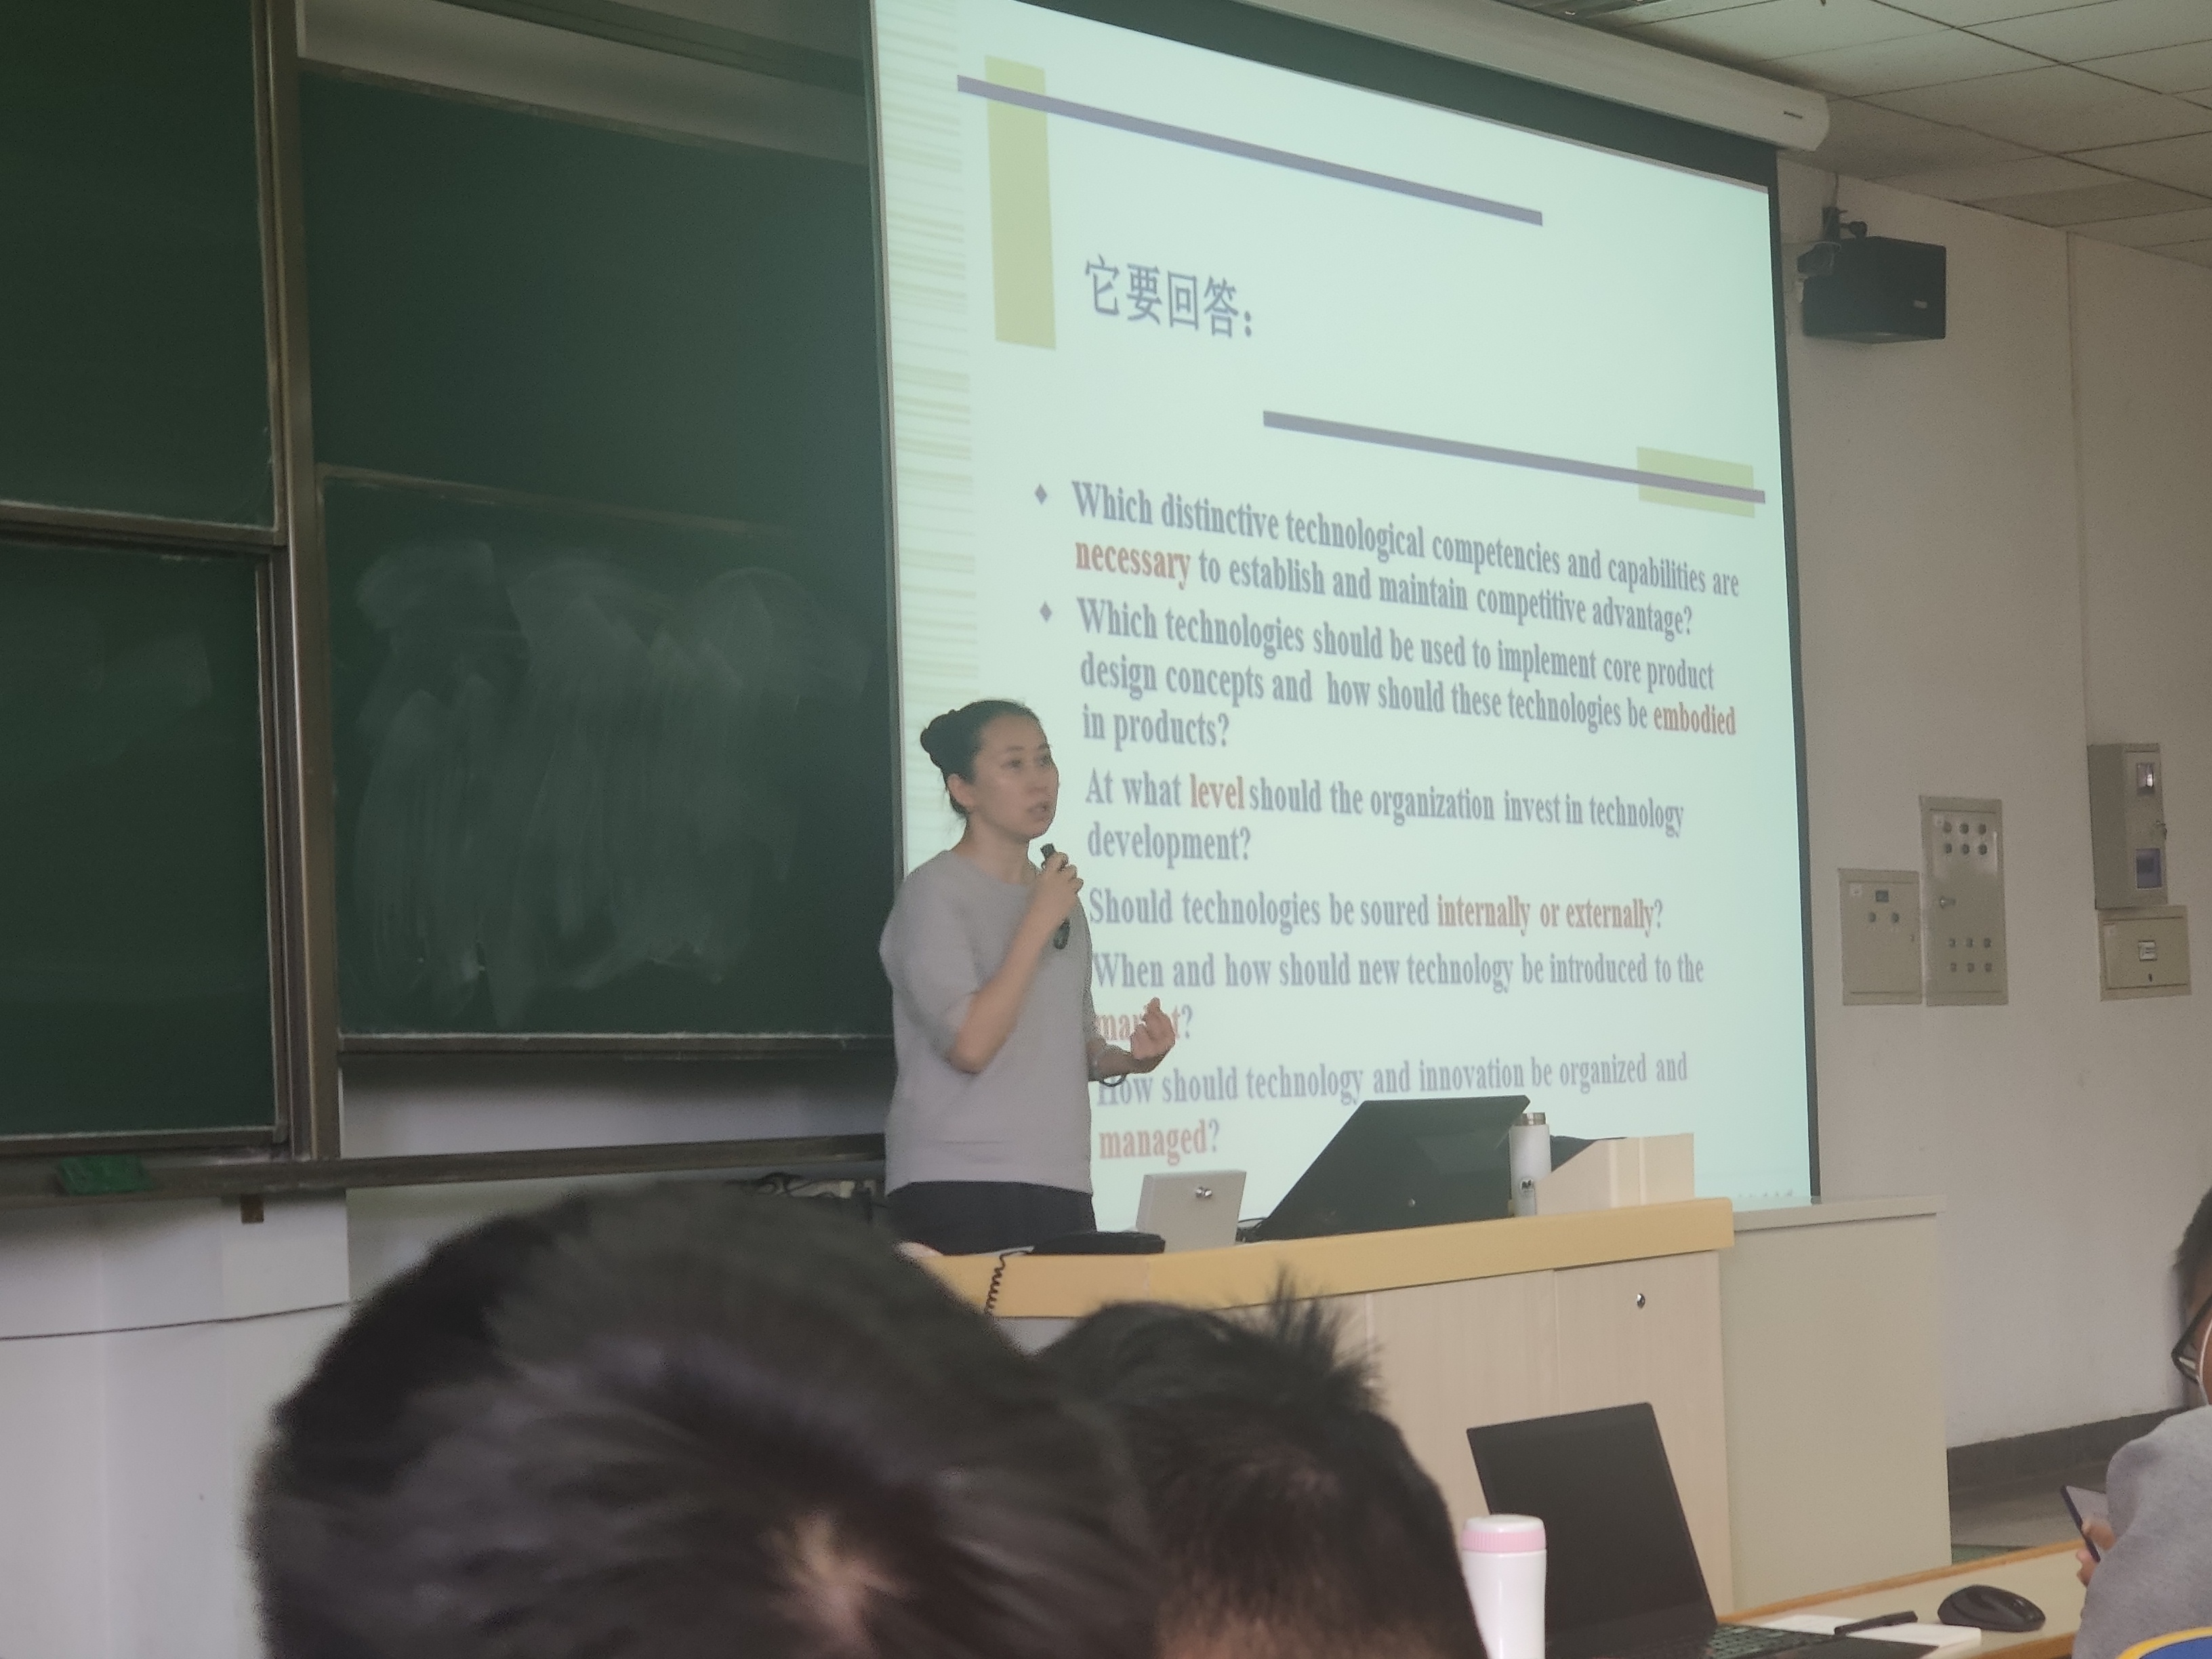 它要回答:
Which distinctive technological competencies and capabilities are
necessary to establish and maintain competitive advantage?
Which technologies should be used to implement core product
design concepts and how should these technologies be embodied
in products?
At what level should the organization invest in technology
development?
Should technologies be soured internally or externally?
When and how should new technology be introduced to the
?
How should technology and innovation be organized and
managed?